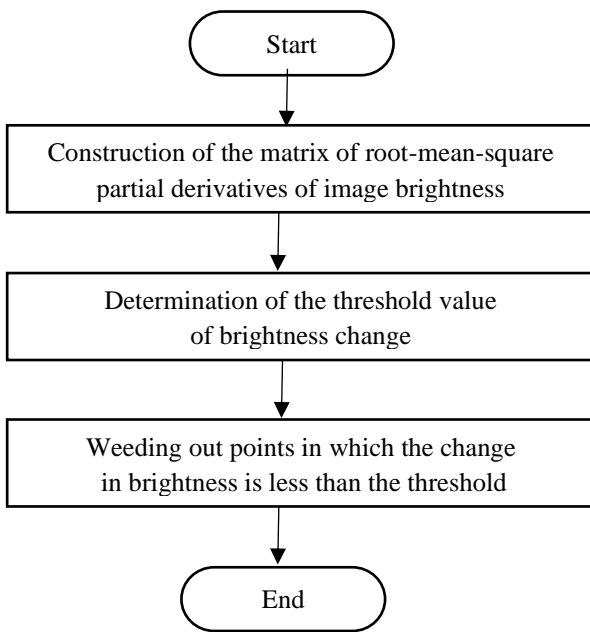 Start
Construction of the matrix of root-mean-square
partial derivatives of image brightness
Determination of the threshold value
of brightness change
Weeding out points in which the change
in brightness is less than the threshold
End